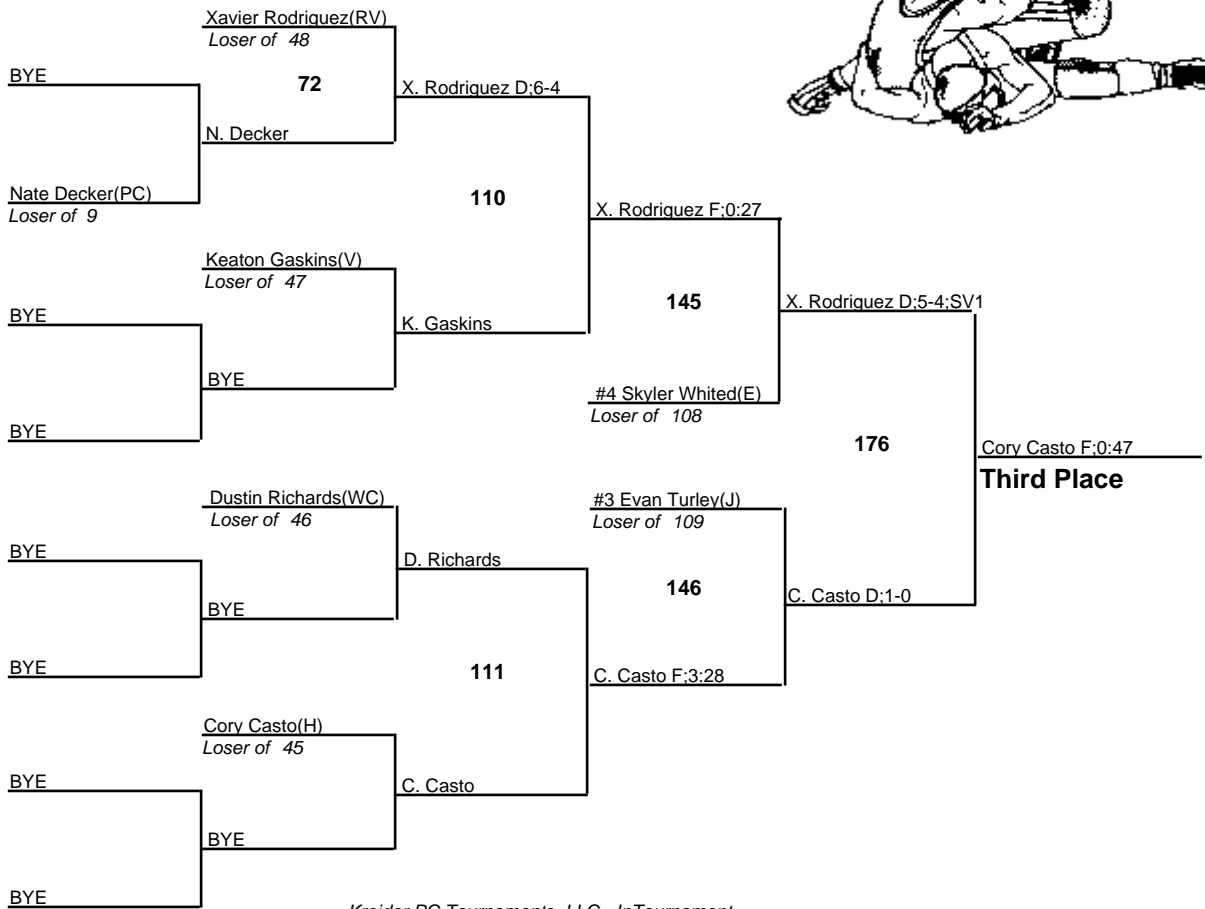 Xavier Rodriguez(RV)
Loser of 48
BYE
72
X. Rodriguez D;6-4
N. Decker
Nate Decker(PC)
Loser of 9
110
X. Rodriguez F;0:27
Keaton Gaskins(V)
Loser of 47
BYE
K. Gaskins
145
X. Rodriguez D;5-4;SV1
BYE
#4 Skyler Whited(E)
Loser of 108
BYE
176
Cory Casto F;0:47
Third Place
Dustin Richards(WC)
Loser of 46
#3 Evan Turley(J)
Loser of 109
BYE
D. Richards
146
C. Casto D;1-0
BYE
BYE
111
C. Casto F;3:28
Cory Casto(H)
Loser of 45
BYE
C. Casto
BYE
BYE